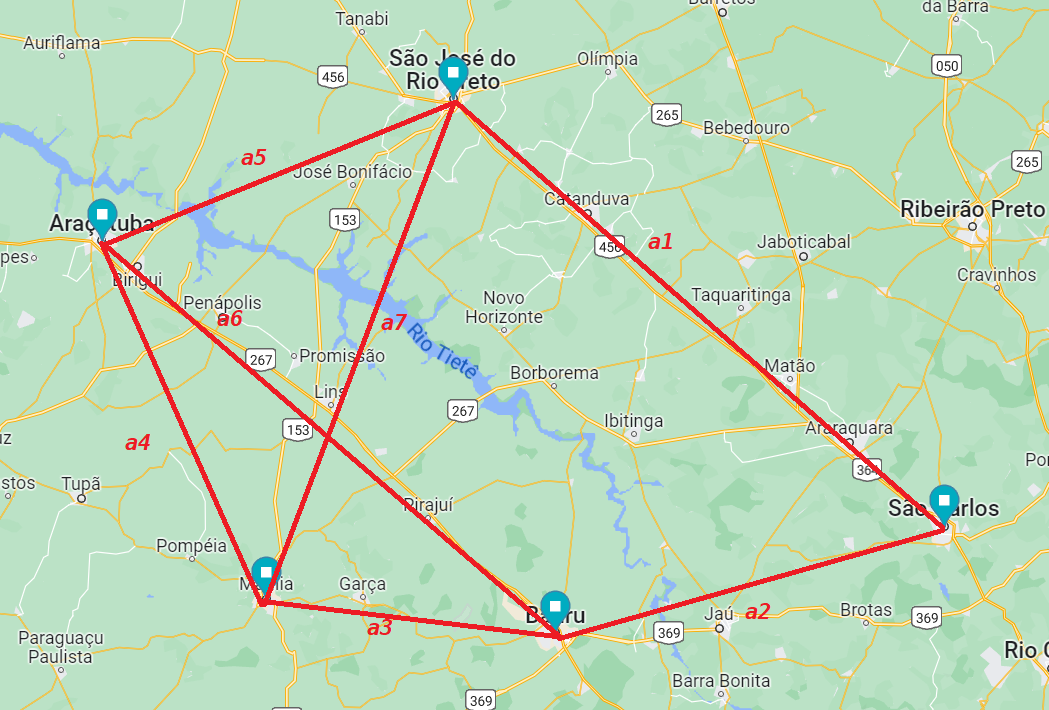 Barretos
da Barra
Tanabi
Auriflama
São José do
Rio Preto
Olímpia
050
456
265
Bebedouro
a5
265
José Bonifácio
Catanduva
Ribeirão Preto
153
Araçatuba
a1
456
Jaboticabal
pes
Birigui
Cravinhos
Penápolis
Novo
Horizonte
Taquaritinga
a6
a7
Rio Tietê
267
Promissão
Matão
Borborema
Lins
267
Ibitinga
153
Araraquara
uz
a4
364
Por
stos
Tupã
Pirajuí
São Carlos
Pompéia
Marília
Garça
Bauru
Jaú
a2
Brotas
369
a3
369
Paraguaçu
Paulista
Rio
Barra Bonita
369